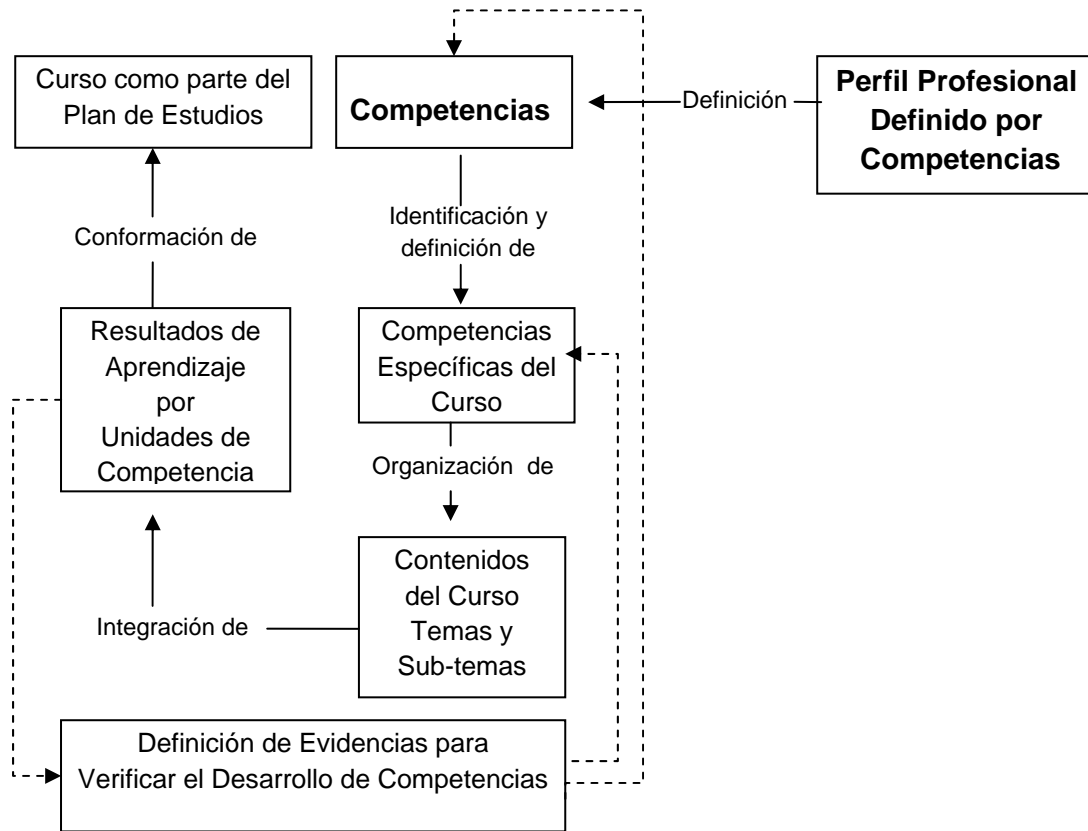 Curso como parte del
Plan de Estudios
Competencias
Definición
Perfil Profesional
Definido por
Competencias
Conformación de
Identificación y
definición de
Resultados de
Aprendizaje
por
Unidades de
Competencia
Competencias
Específicas del
Curso
Organización de
Contenidos
del Curso
Temas y
Sub-temas
Integración de
Definición de Evidencias para
Verificar el Desarrollo de Competencias